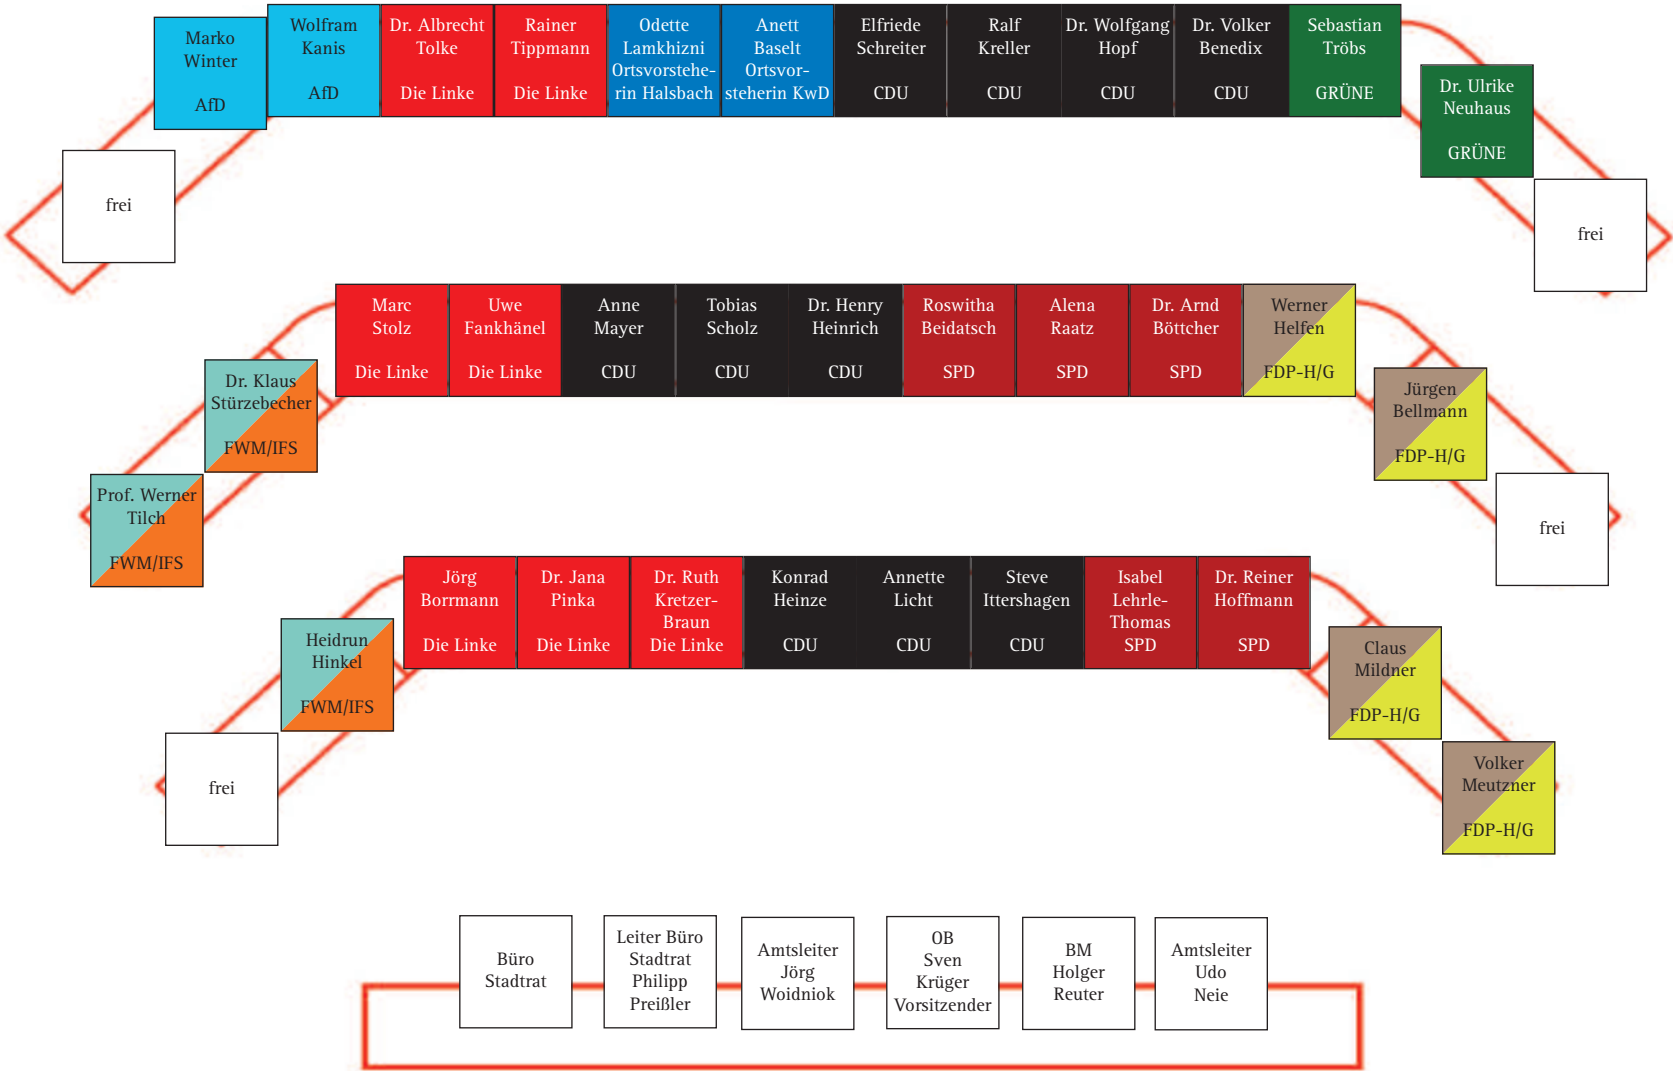 Marko
Winter
AfD
Wolfram
Kanis
AfD
Dr. Albrecht
Tolke
Die Linke
Rainer
Tippmann
Die Linke
Odette
Lamkhizni
Ortsvorstehe-
rin Halsbach
Anett
Baselt
Ortsvor-
steherin KwD
Elfriede
Schreiter
CDU
Ralf
Kreller
CDU
Dr. Wolfgang
Hopf
CDU
Dr. Volker
Benedix
CDU
Sebastian
Tröbs
GRÜNE
Dr. Ulrike
Neuhaus
GRÜNE
frei
frei
Prof. Werner
Tilch
FWM/IFS
Dr. Klaus
Stürzebecher
FWM/IFS
Marc
Stolz
Die Linke
Uwe
Fankhänel
Die Linke
Anne
Mayer
CDU
Tobias
Scholz
CDU
Dr. Henry
Heinrich
CDU
Roswitha
Beidatsch
SPD
Alena
Raatz
SPD
Dr. Arnd
Böttcher
SPD
Werner
Helfen
FDP-H/G
Jürgen
Bellmann
FDP-H/G
frei
frei
Heidrun
Hinkel
FWM/IFS
Jörg
Borrmann
Die Linke
Dr. Jana
Pinka
Die Linke
Dr. Ruth
Kretzer-
Braun
Die Linke
Konrad
Heinze
CDU
Annette
Licht
CDU
Steve
Ittershagen
CDU
Isabel
Lehrle-
Thomas
SPD
Dr. Reiner
Hoffmann
SPD
Claus
Mildner
FDP-H/G
Volker
Meutzner
FDP-H/G
Büro
Stadtrat
Leiter Büro
Stadtrat
Philipp
Preißler
Amtsleiter
Jörg
Woidniok
OB
Sven
Krüger
Vorsitzender
BM
Holger
Reuter
Amtsleiter
Udo
Neie